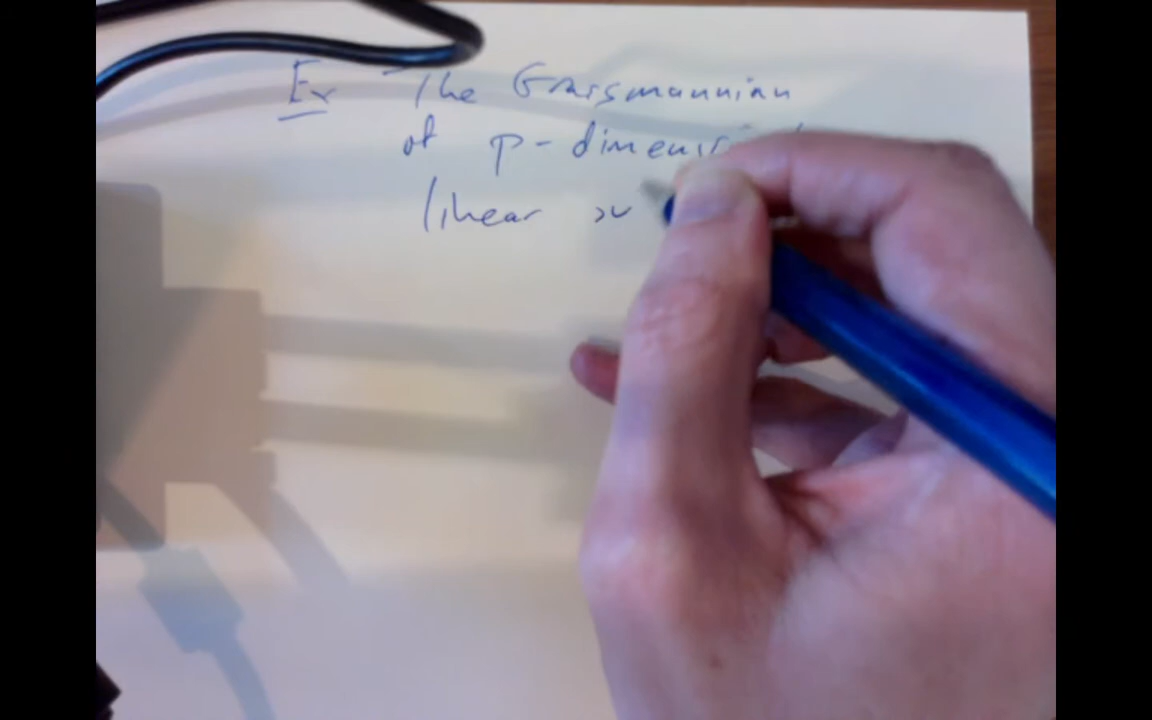 Ex The Grassmannian
of p-dimensi
linear su